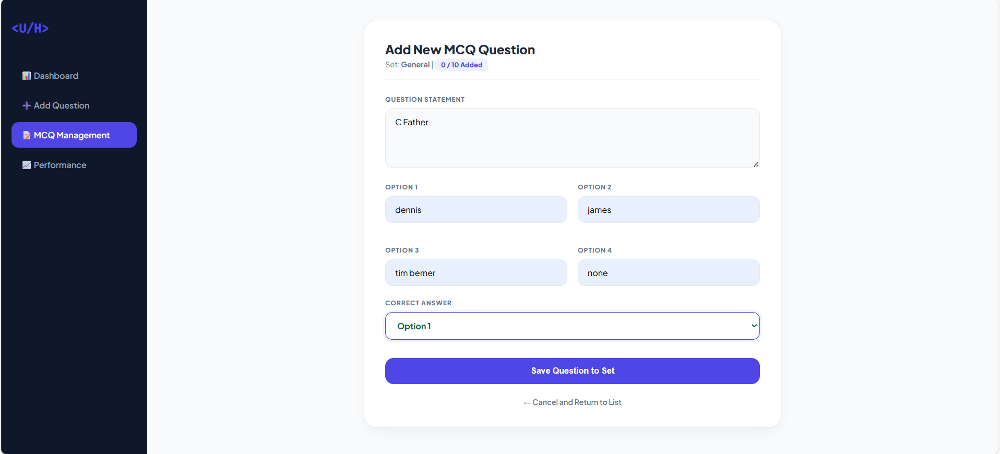 <U/H>
Dashboard
Add Question
MCQ Management
Performance
Add New MCQ Question
Set: General | 0 / 10 Added
QUESTION STATEMENT
C Father
OPTION 1
OPTION 2
dennis
james
OPTION 3
OPTION 4
tim berner
none
CORRECT ANSWER
Option 1
Save Question to Set
← Cancel and Return to List